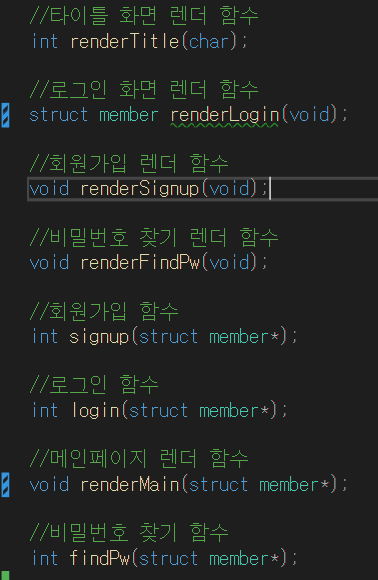 //타이틀 화면 렌더 함수
int renderTitle(char);
//로그인 화면 렌더 함수
struct member renderLogin(void);
//회원가입 렌더 함수
void renderSignup(void);
//비밀번호 찾기 렌더 함수
void renderFindPw(void);
//회원가입 함수
int signup(struct member*);
//로그인 함수
int login(struct member*);
//메인페이지 렌더 함수
void renderMain(struct member*);
//비밀번호 찾기 함수
int findPw(struct member*);